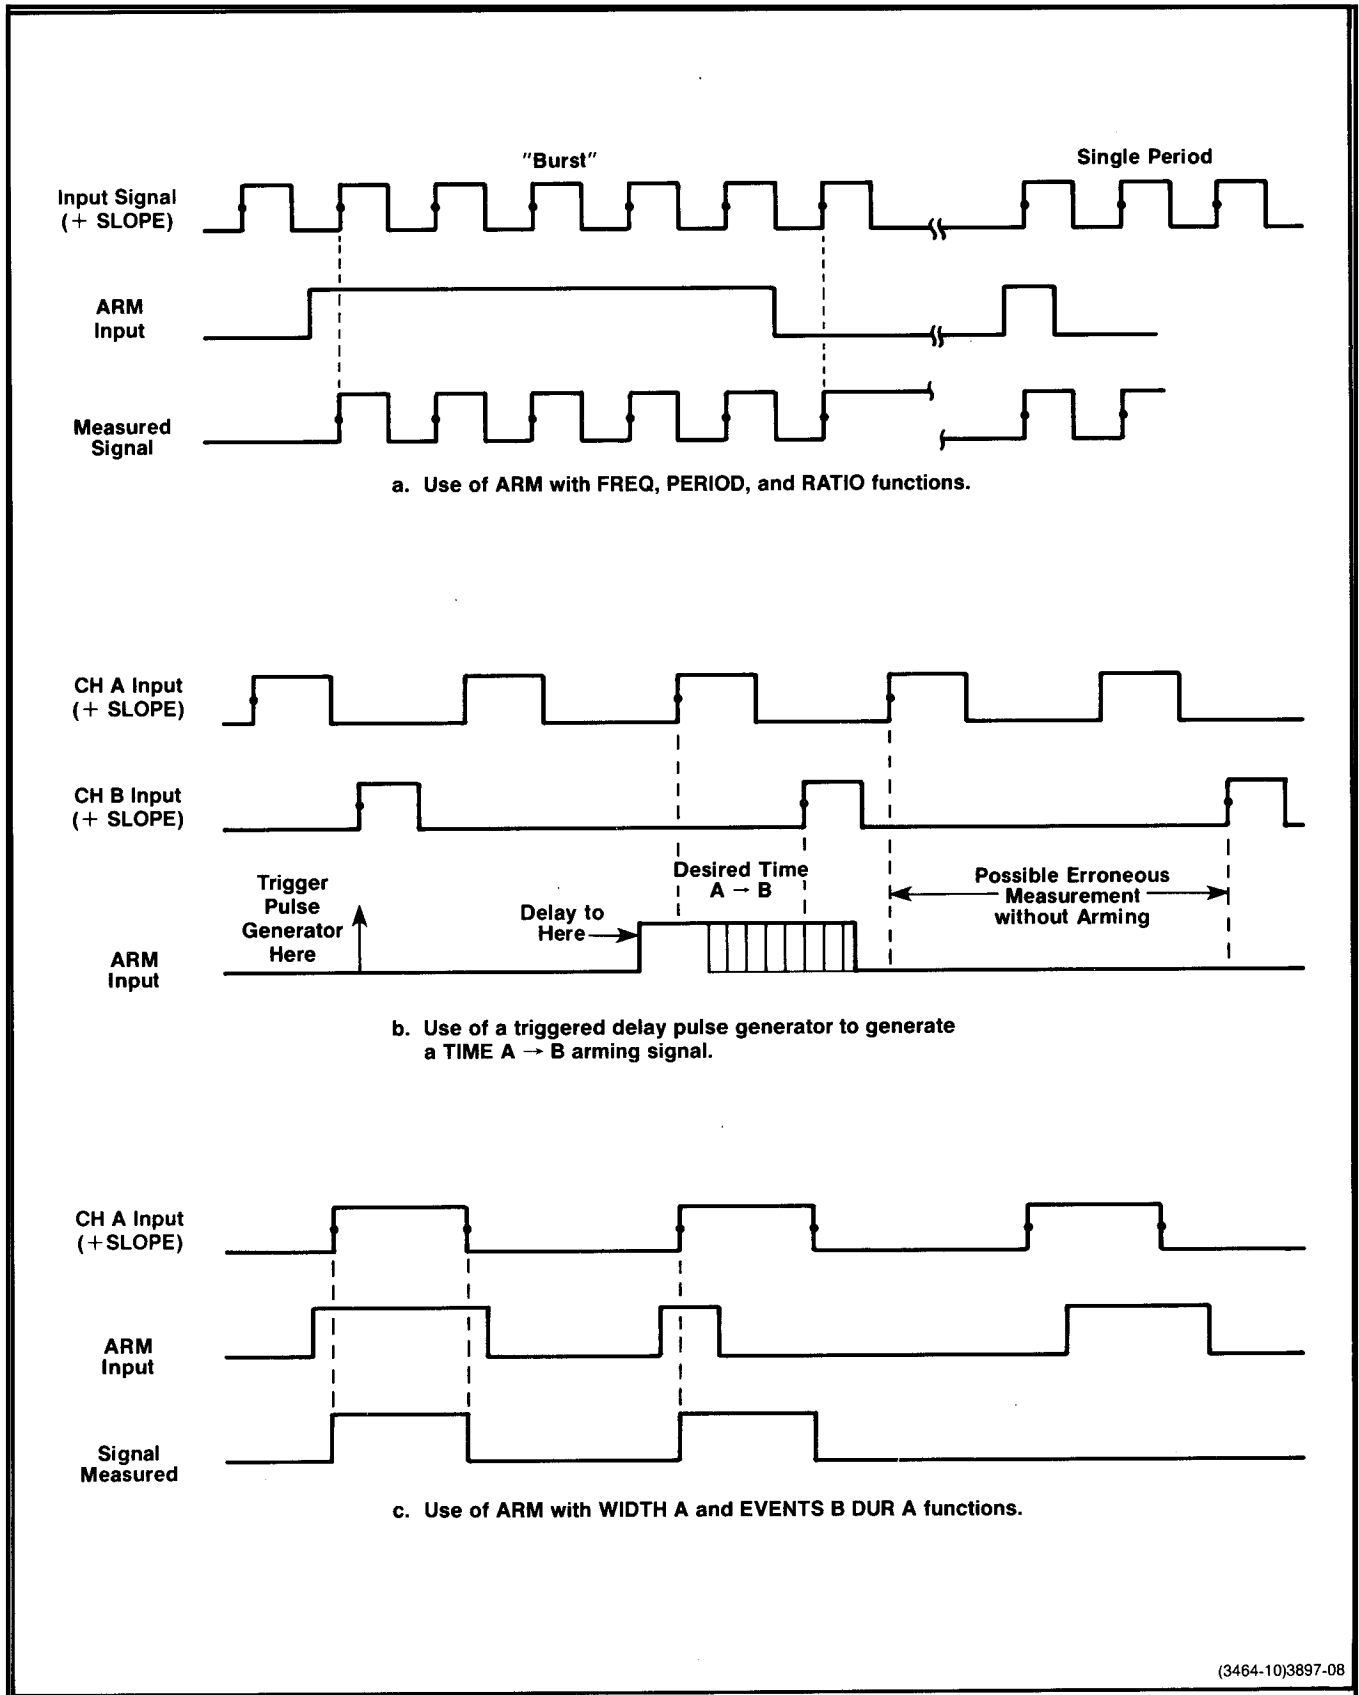 "Burst"
Single Period
Input Signal
(+ SLOPE)
ARM
Input
Measured
Signal
a. Use of ARM with FREQ, PERIOD, and RATIO functions.
CH A Input
(+ SLOPE)
CH B Input
(+ SLOPE)
Trigger
Pulse
Generator
Here
Delay to
Here
Desired Time
A → B
Possible Erroneous
Measurement
without Arming
ARM
Input
b. Use of a triggered delay pulse generator to generate
a TIME A → B arming signal.
CH A Input
(+SLOPE)
ARM
Input
Signal
Measured
c. Use of ARM with WIDTH A and EVENTS B DUR A functions.
(3464-10)3897-08